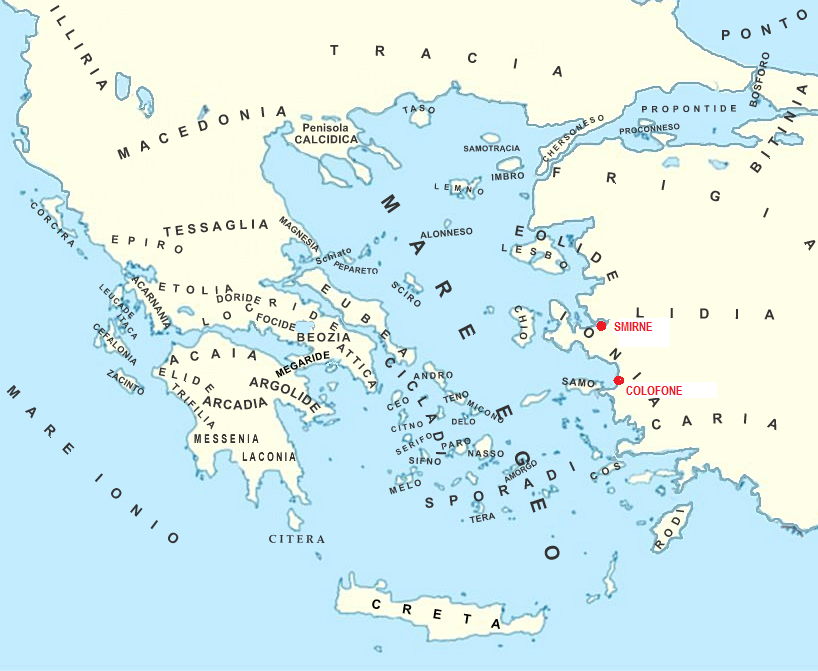 ILLIRIA
TRACIA
PONTO
BOSFORO
PROPONTIDE
PROCONNESO
BITINIA
MACEDONIA
Penisola
CALCIDICA
TASO
SAMOTRACIA
CHERSONESO
IMBRO
LEMNO
FRIGIA
CORCIRA
EPIRO
TESSAGLIA
MAGNESIA
Schiato
PEPARETO
ALONNESO
MARE EGEO
EOLIDE
LESBO
SCIRO
ETOLIA
ACARNANIA
LEUCADE
ITACA
DORIDE
LOCRIDE
FOCIDE
EUBEA
BEOZIA
CHIO
IONIA
LIDIA
SMIRNE
CEFALONIA
ZACINTO
ACAIA
MEGARIDE
ATTICA
ELIDE
TRIFILIA
ARGOLIDE
ARCADIA
CICLADI
ANDRO
CEO
TENO
MICONO
SAMO
COLOFONE
CARIA
MESSENIA
LACONIA
CITNO
DELO
SERIFO
PARO
NASSO
SIFNO
MELO
AMORGO
COS
SPORADI
TERA
MARE IONIO
CITERA
RODI
CRETA